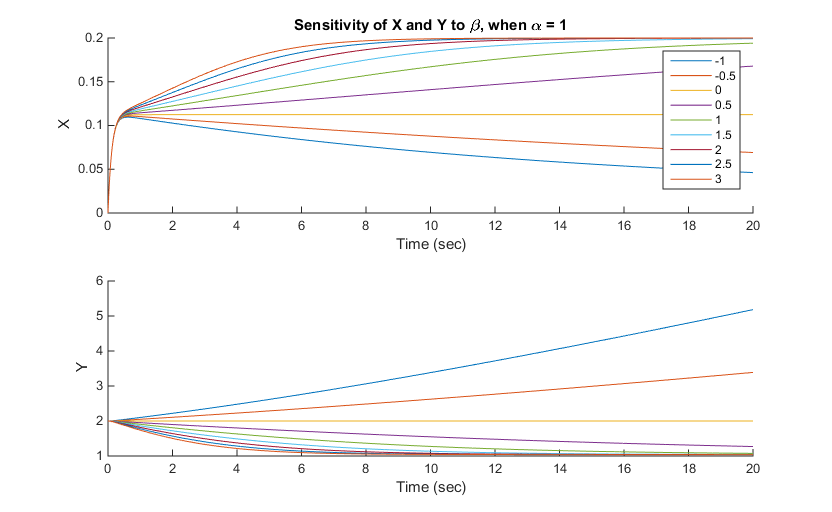 Sensitivity of X and Y to β, when α = 1
0.2
0.15
0.1
0.05
0
X
0 2 4 6 8 10 12 14 16 18 20
Time (sec)
-1
-0.5
0
0.5
1
1.5
2
2.5
3
6
5
4
3
2
1
Y
0 2 4 6 8 10 12 14 16 18 20
Time (sec)